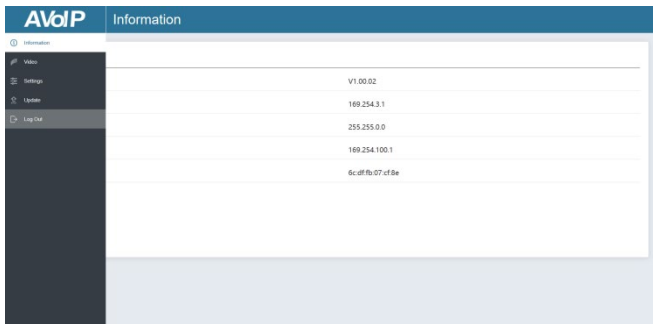 AVoIP
Information
Information
Video
Settings
Update
Log Out
V1.00.02
169.254.3.1
255.255.0.0
169.254.100.1
6c:df:fb:07:cf:8e